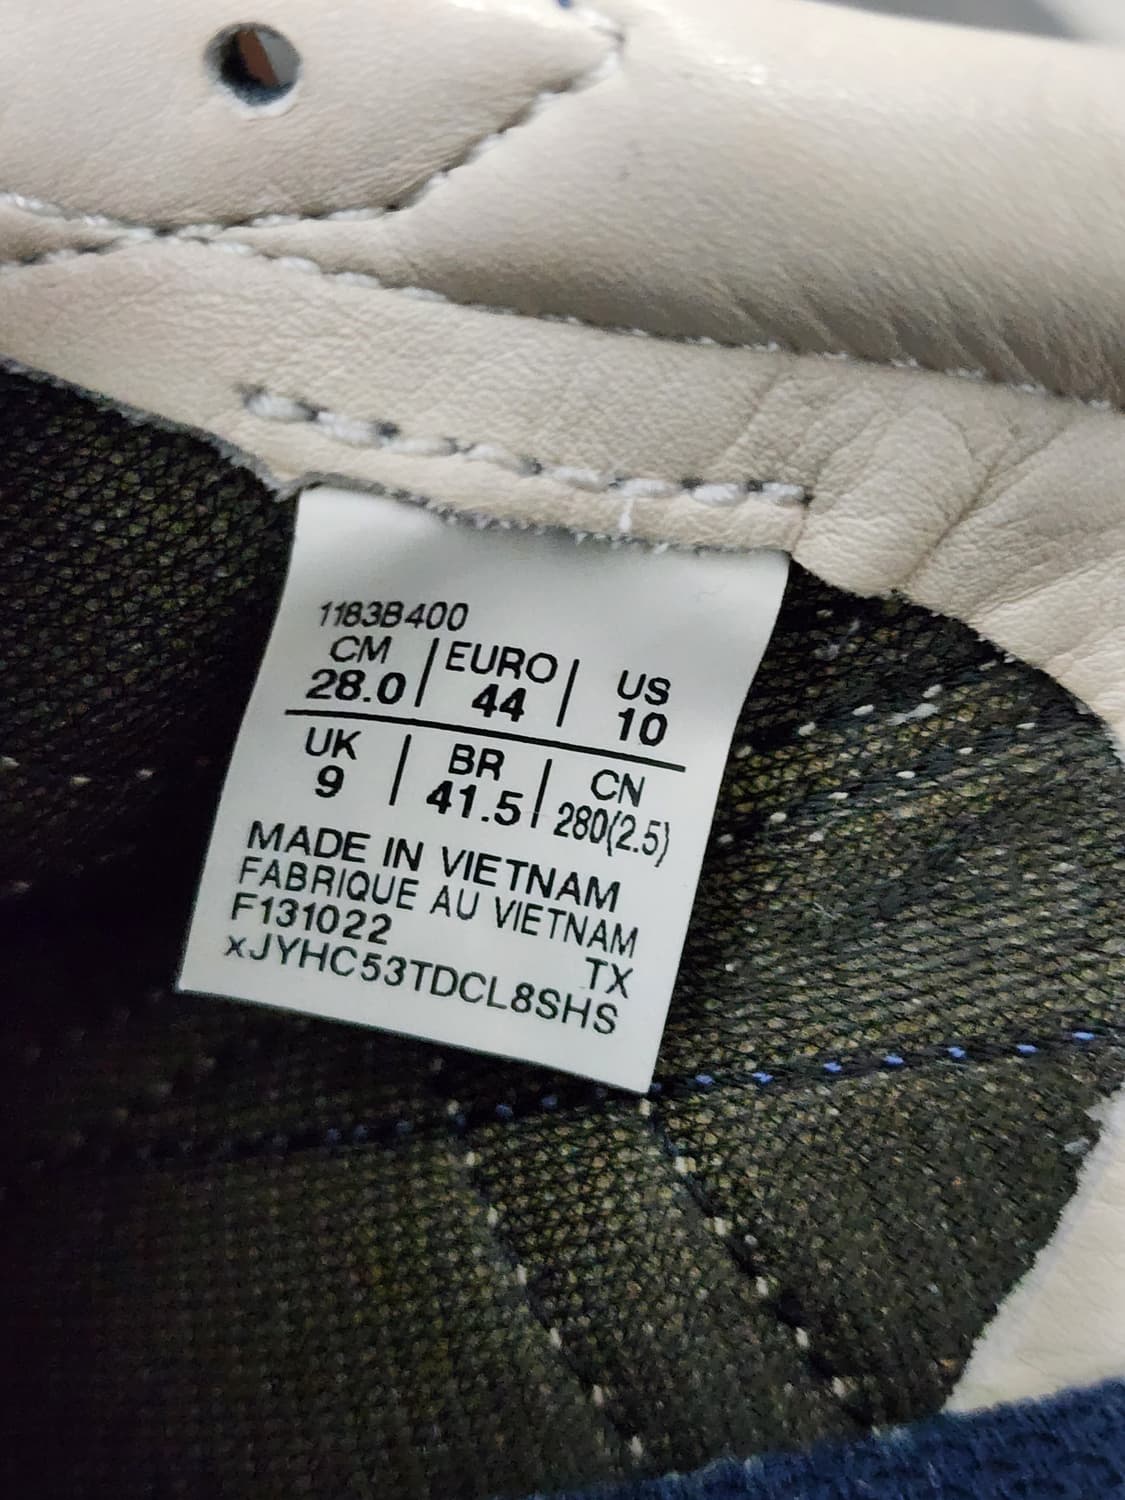 1183B400
CM | EURO | US
28.0 | 44 | 10
UK | BR | CN
9 | 41.5 | 280(2.5)
MADE IN VIETNAM
FABRIQUE AU VIETNAM
F131022 TX
xJYHC53TDCL8SHS